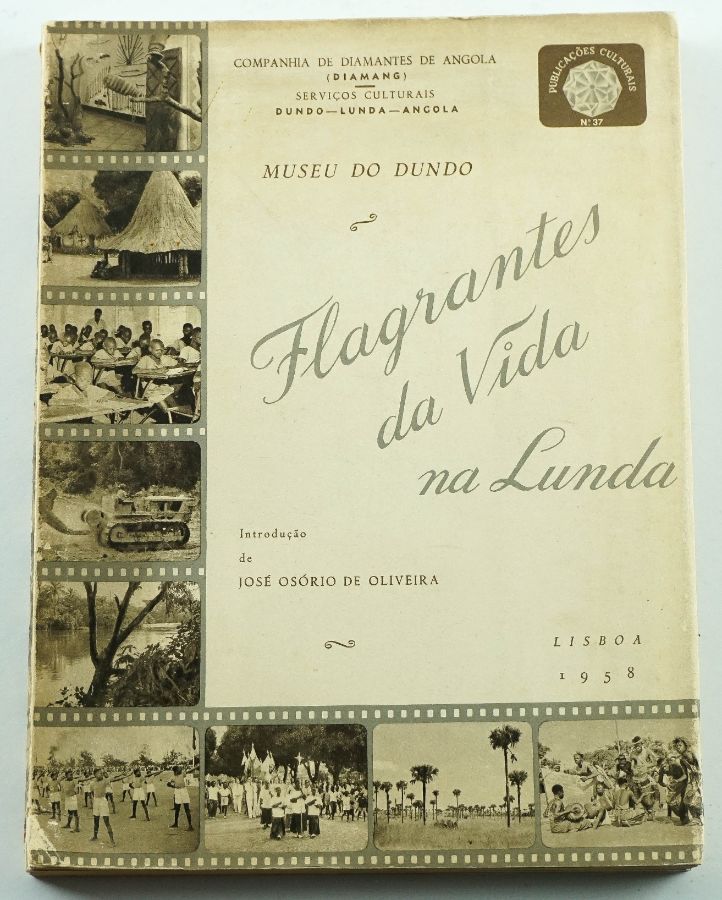 COMPANHIA DE DIAMANTES DE ANGOLA
(DIAMANG)
SERVIÇOS CULTURAIS
DUNDO—LUNDA—ANGOLA
PUBLICAÇÕES CULTURAIS
Nº 37
MUSEU DO DUNDO
Flagrantes
da Vida
na Lunda
Introdução
de
JOSÉ OSÓRIO DE OLIVEIRA
LISBOA
1958